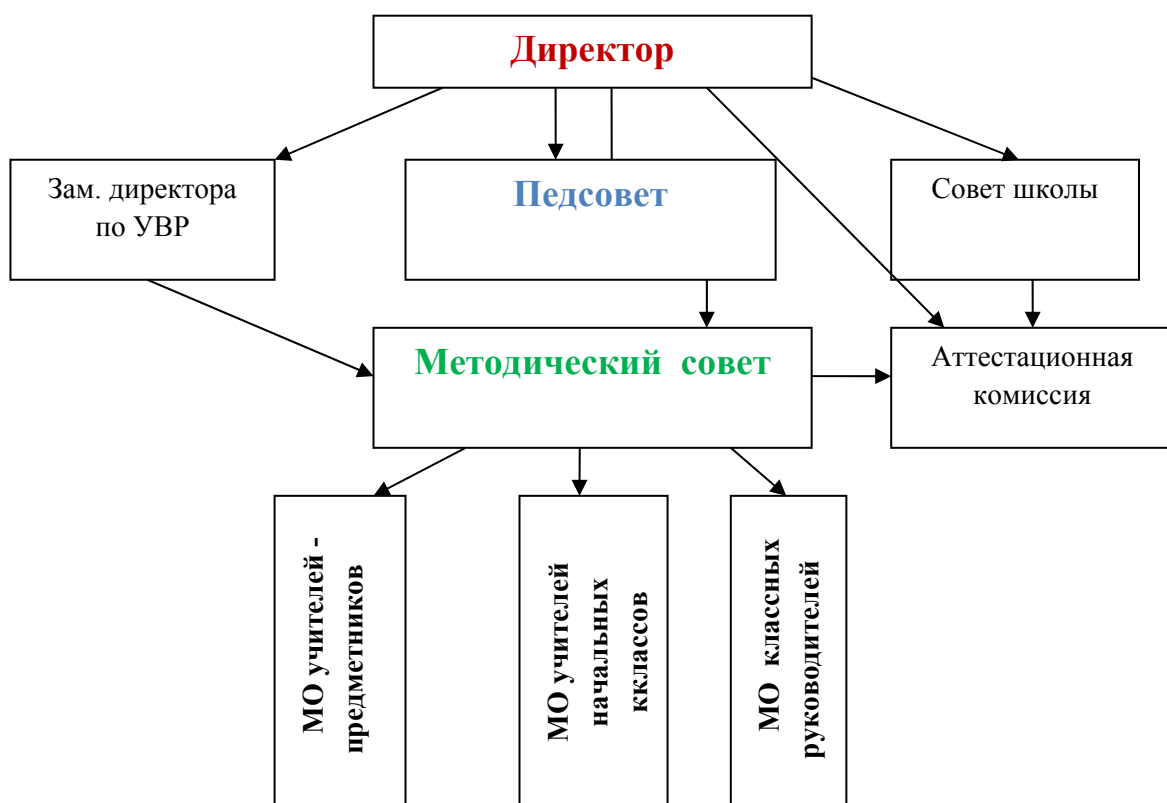 Директор
Зам. директора
по УВР
Педсовет
Совет школы
Методический совет
Аттестационная
комиссия
МО учителей -
предметников
МО учителей
начальных
кклассов
МО классных
руководителей